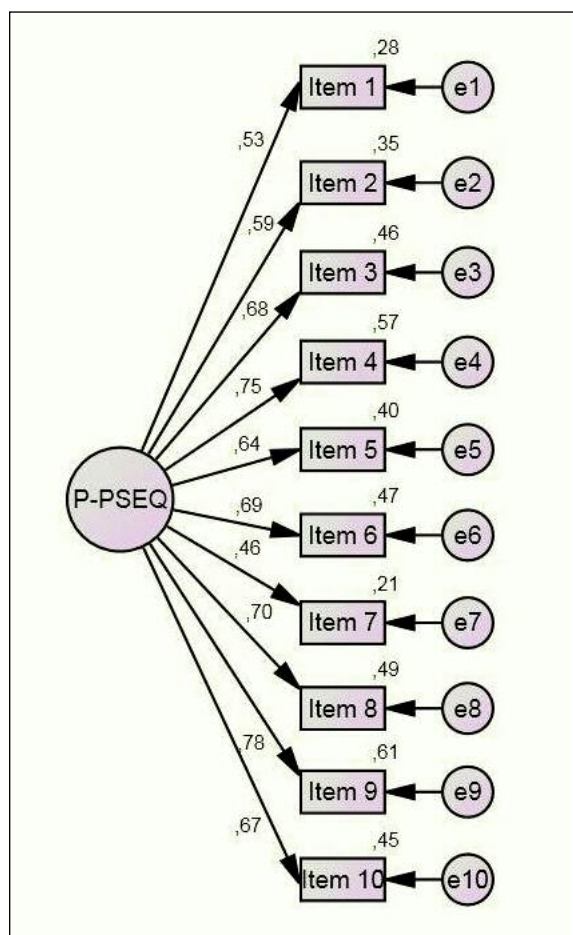 ,28
Item 1
e1
,53
,35
Item 2
e2
,59
,46
Item 3
e3
,68
,57
Item 4
e4
,75
,40
Item 5
e5
,64
P-PSEQ
,47
Item 6
e6
,69
,46
,21
Item 7
e7
,70
,49
Item 8
e8
,78
,61
Item 9
e9
,67
,45
Item 10
e10